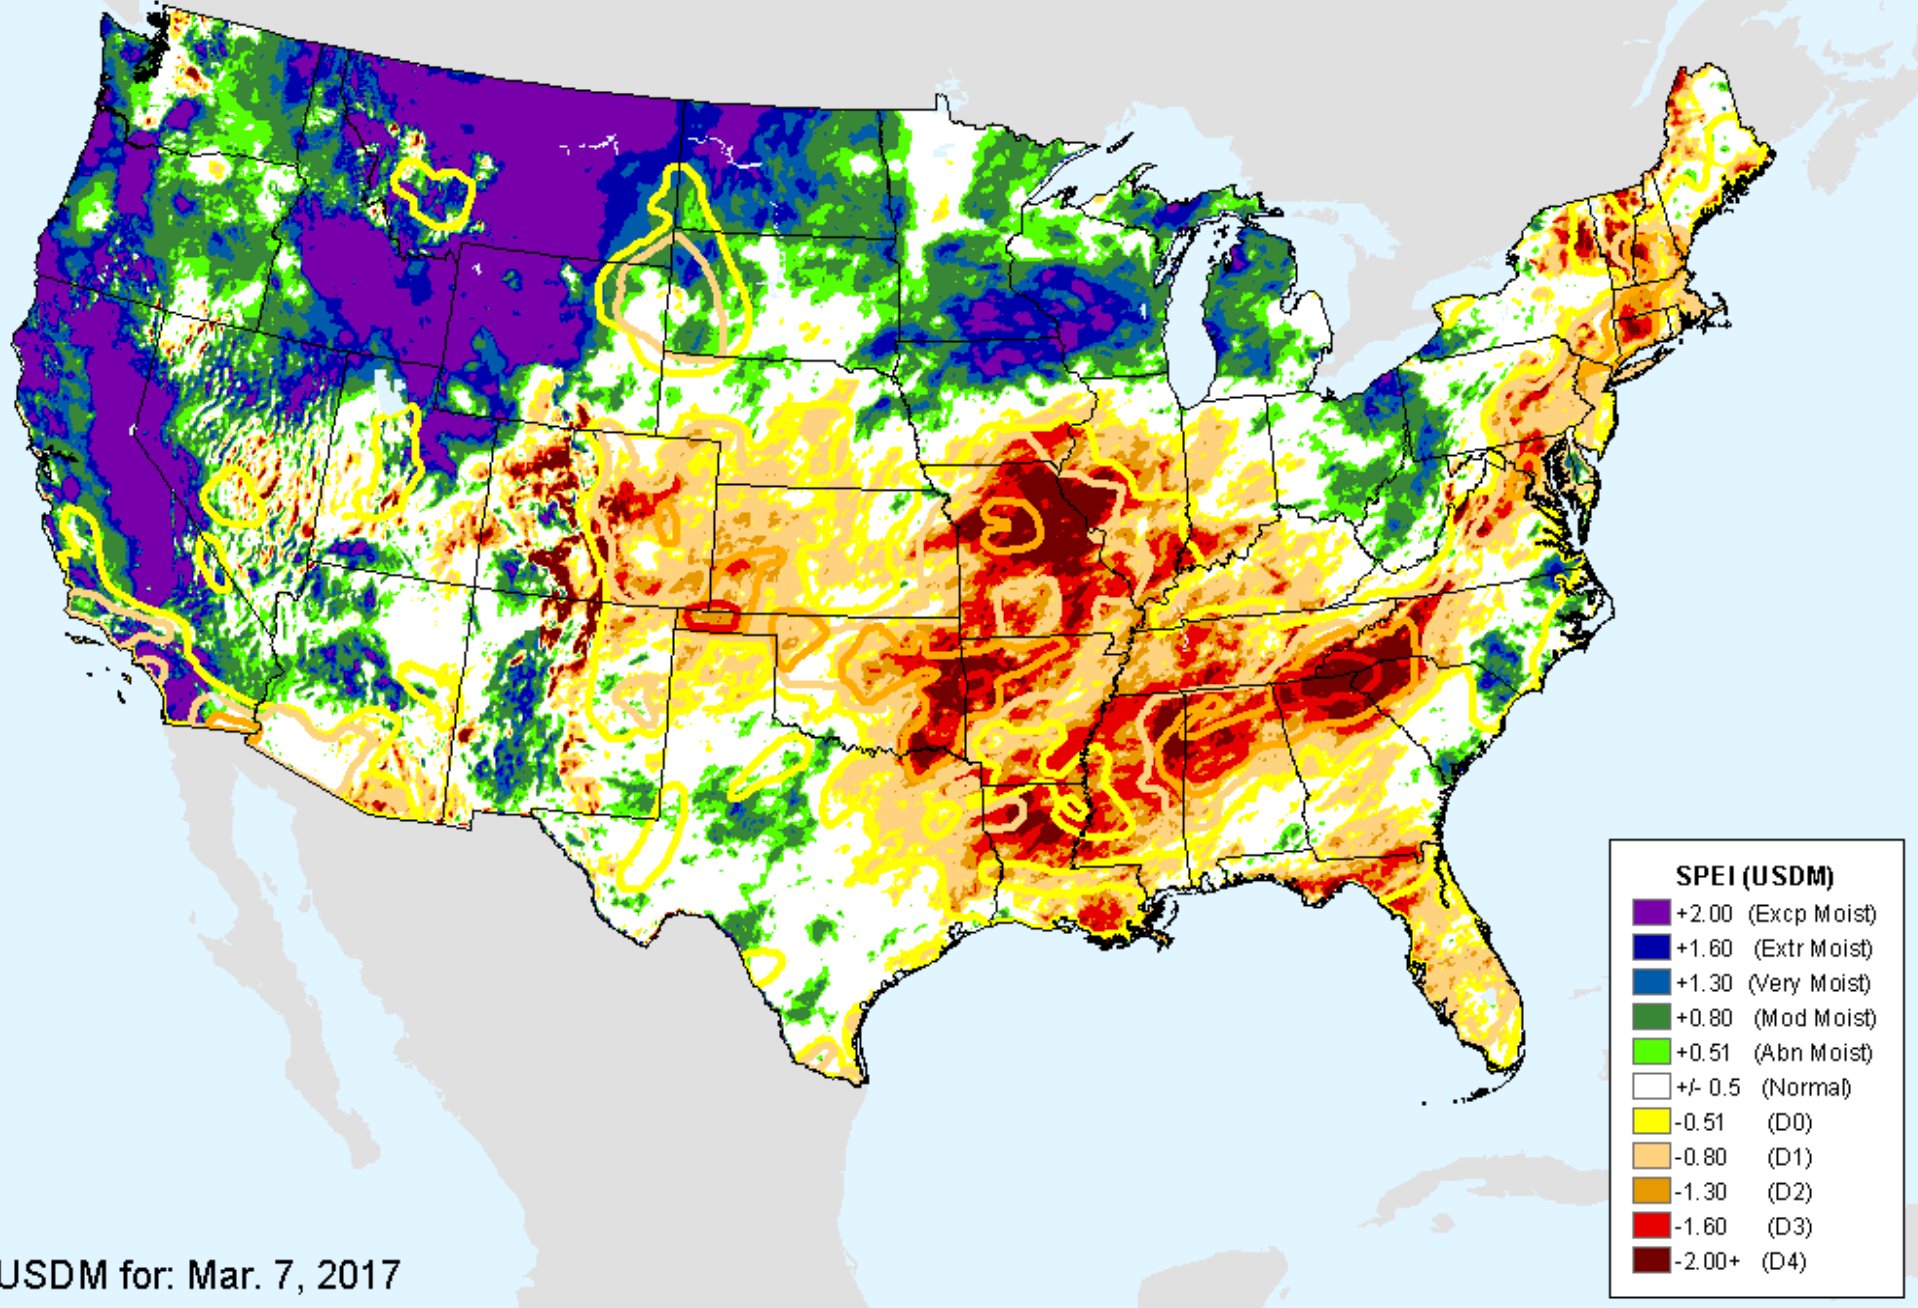 SPEI (USDM)
+2.00 (Excp Moist)
+1.60 (Extr Moist)
+1.30 (Very Moist)
+0.80 (Mod Moist)
+0.51 (Abn Moist)
+/- 0.5 (Normal)
-0.51 (D0)
-0.80 (D1)
-1.30 (D2)
-1.60 (D3)
-2.00+ (D4)
USDM for: Mar. 7, 2017